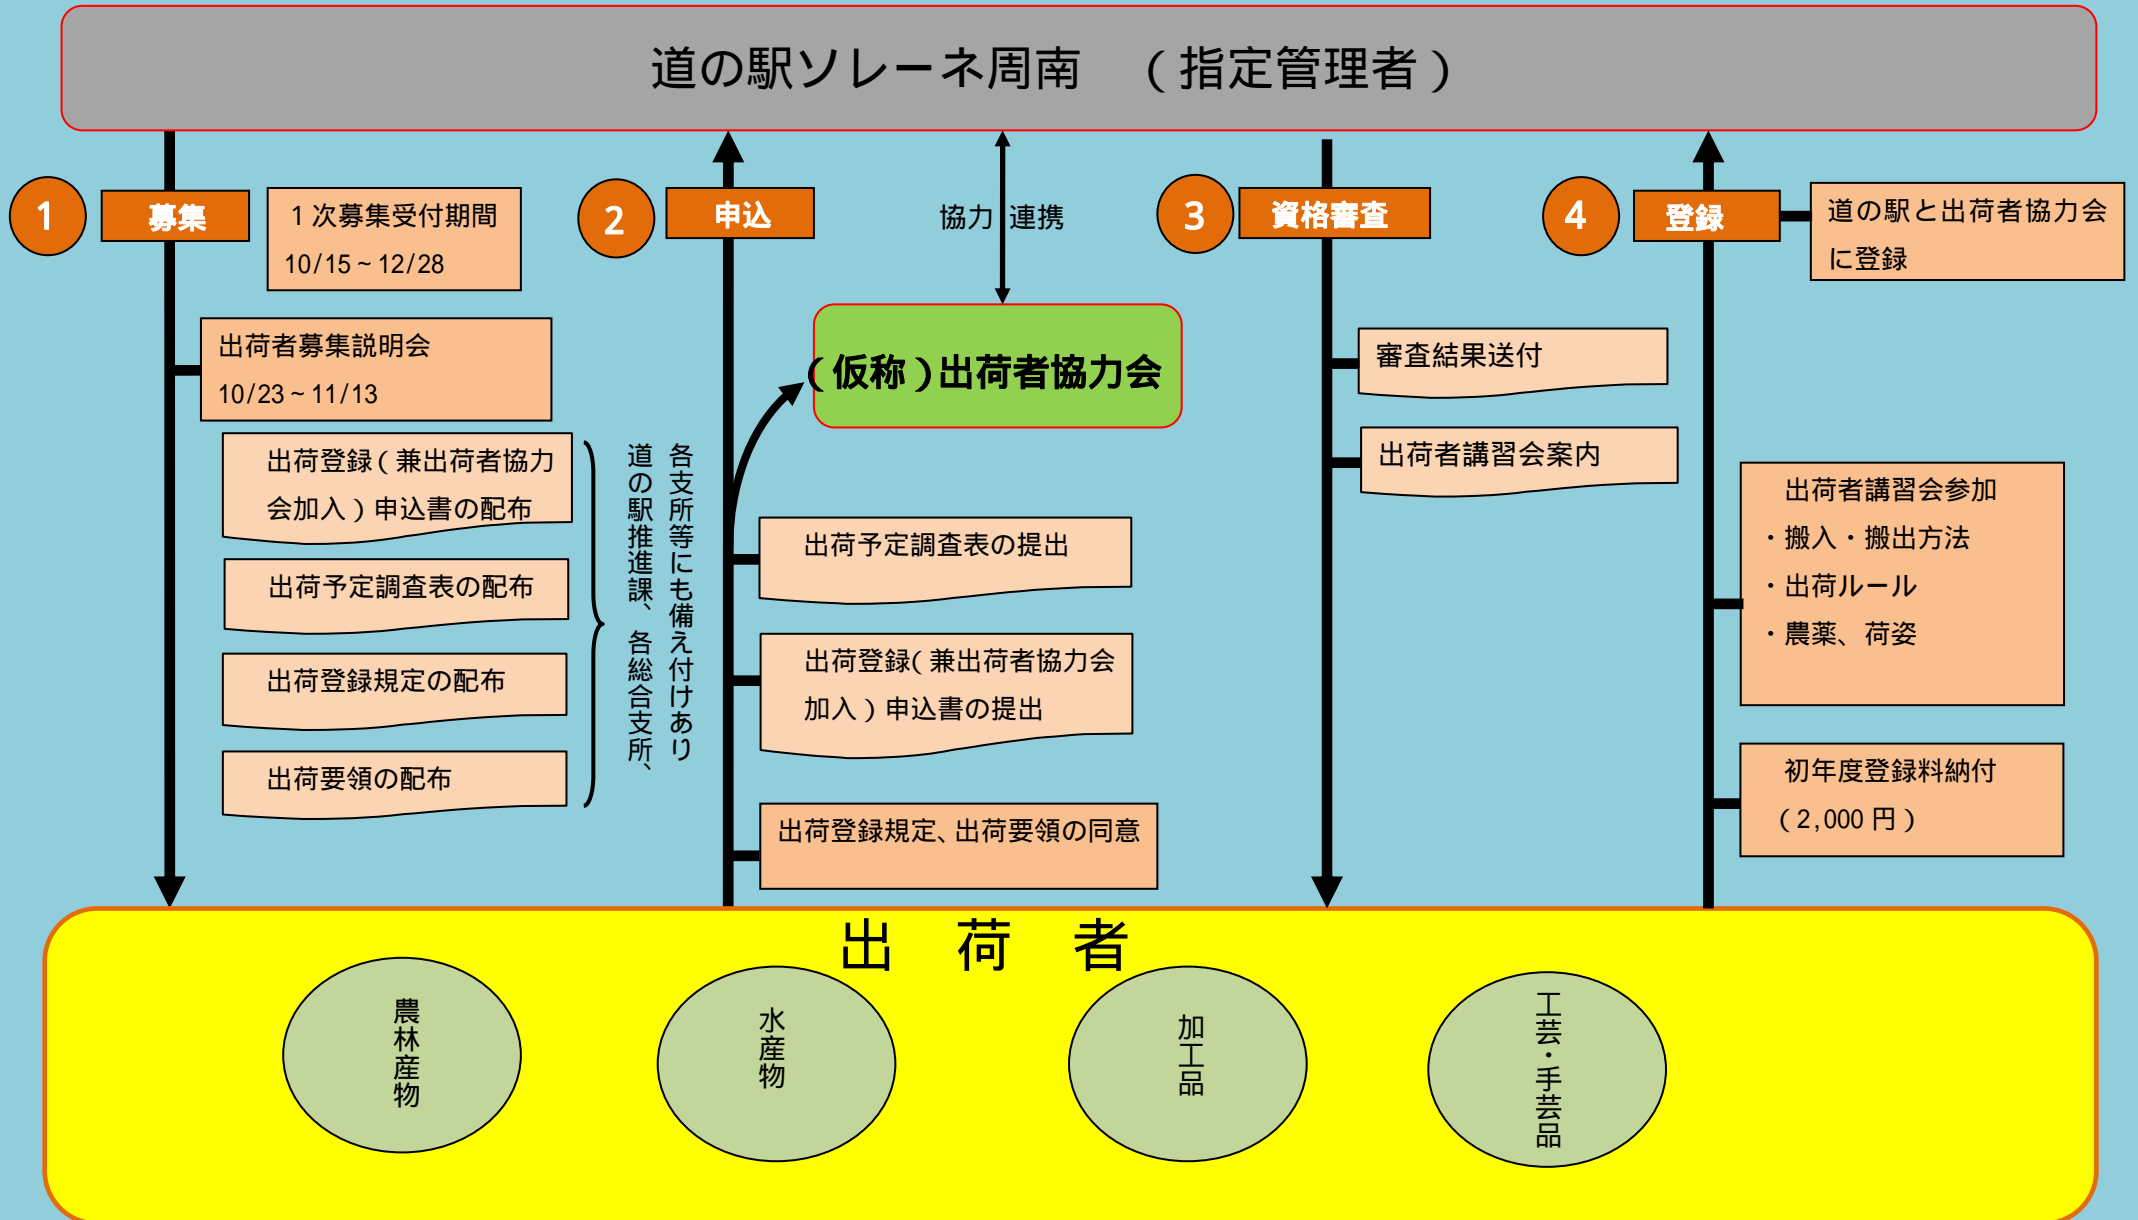 道の駅ソレーネ周南　（指定管理者）
1
募集
１次募集受付期間
10/15～12/28
出荷者募集説明会
10/23～11/13
出荷登録（兼出荷者協力
会加入）申込書の配布
出荷予定調査表の配布
出荷登録規定の配布
出荷要領の配布
道の駅推進課、各総合支所、
各支所等にも備え付けあり
2
申込
協力 連携
（仮称）出荷者協力会
出荷予定調査表の提出
出荷登録（兼出荷者協力会
加入）申込書の提出
出荷登録規定、出荷要領の同意
3
資格審査
審査結果送付
出荷者講習会案内
4
登録
道の駅と出荷者協力会
に登録
出荷者講習会参加
・搬入・搬出方法
・出荷ルール
・農薬、荷姿
初年度登録料納付
（2,000円）
出　荷　者
農林産物
水産物
加工品
工芸・手芸品